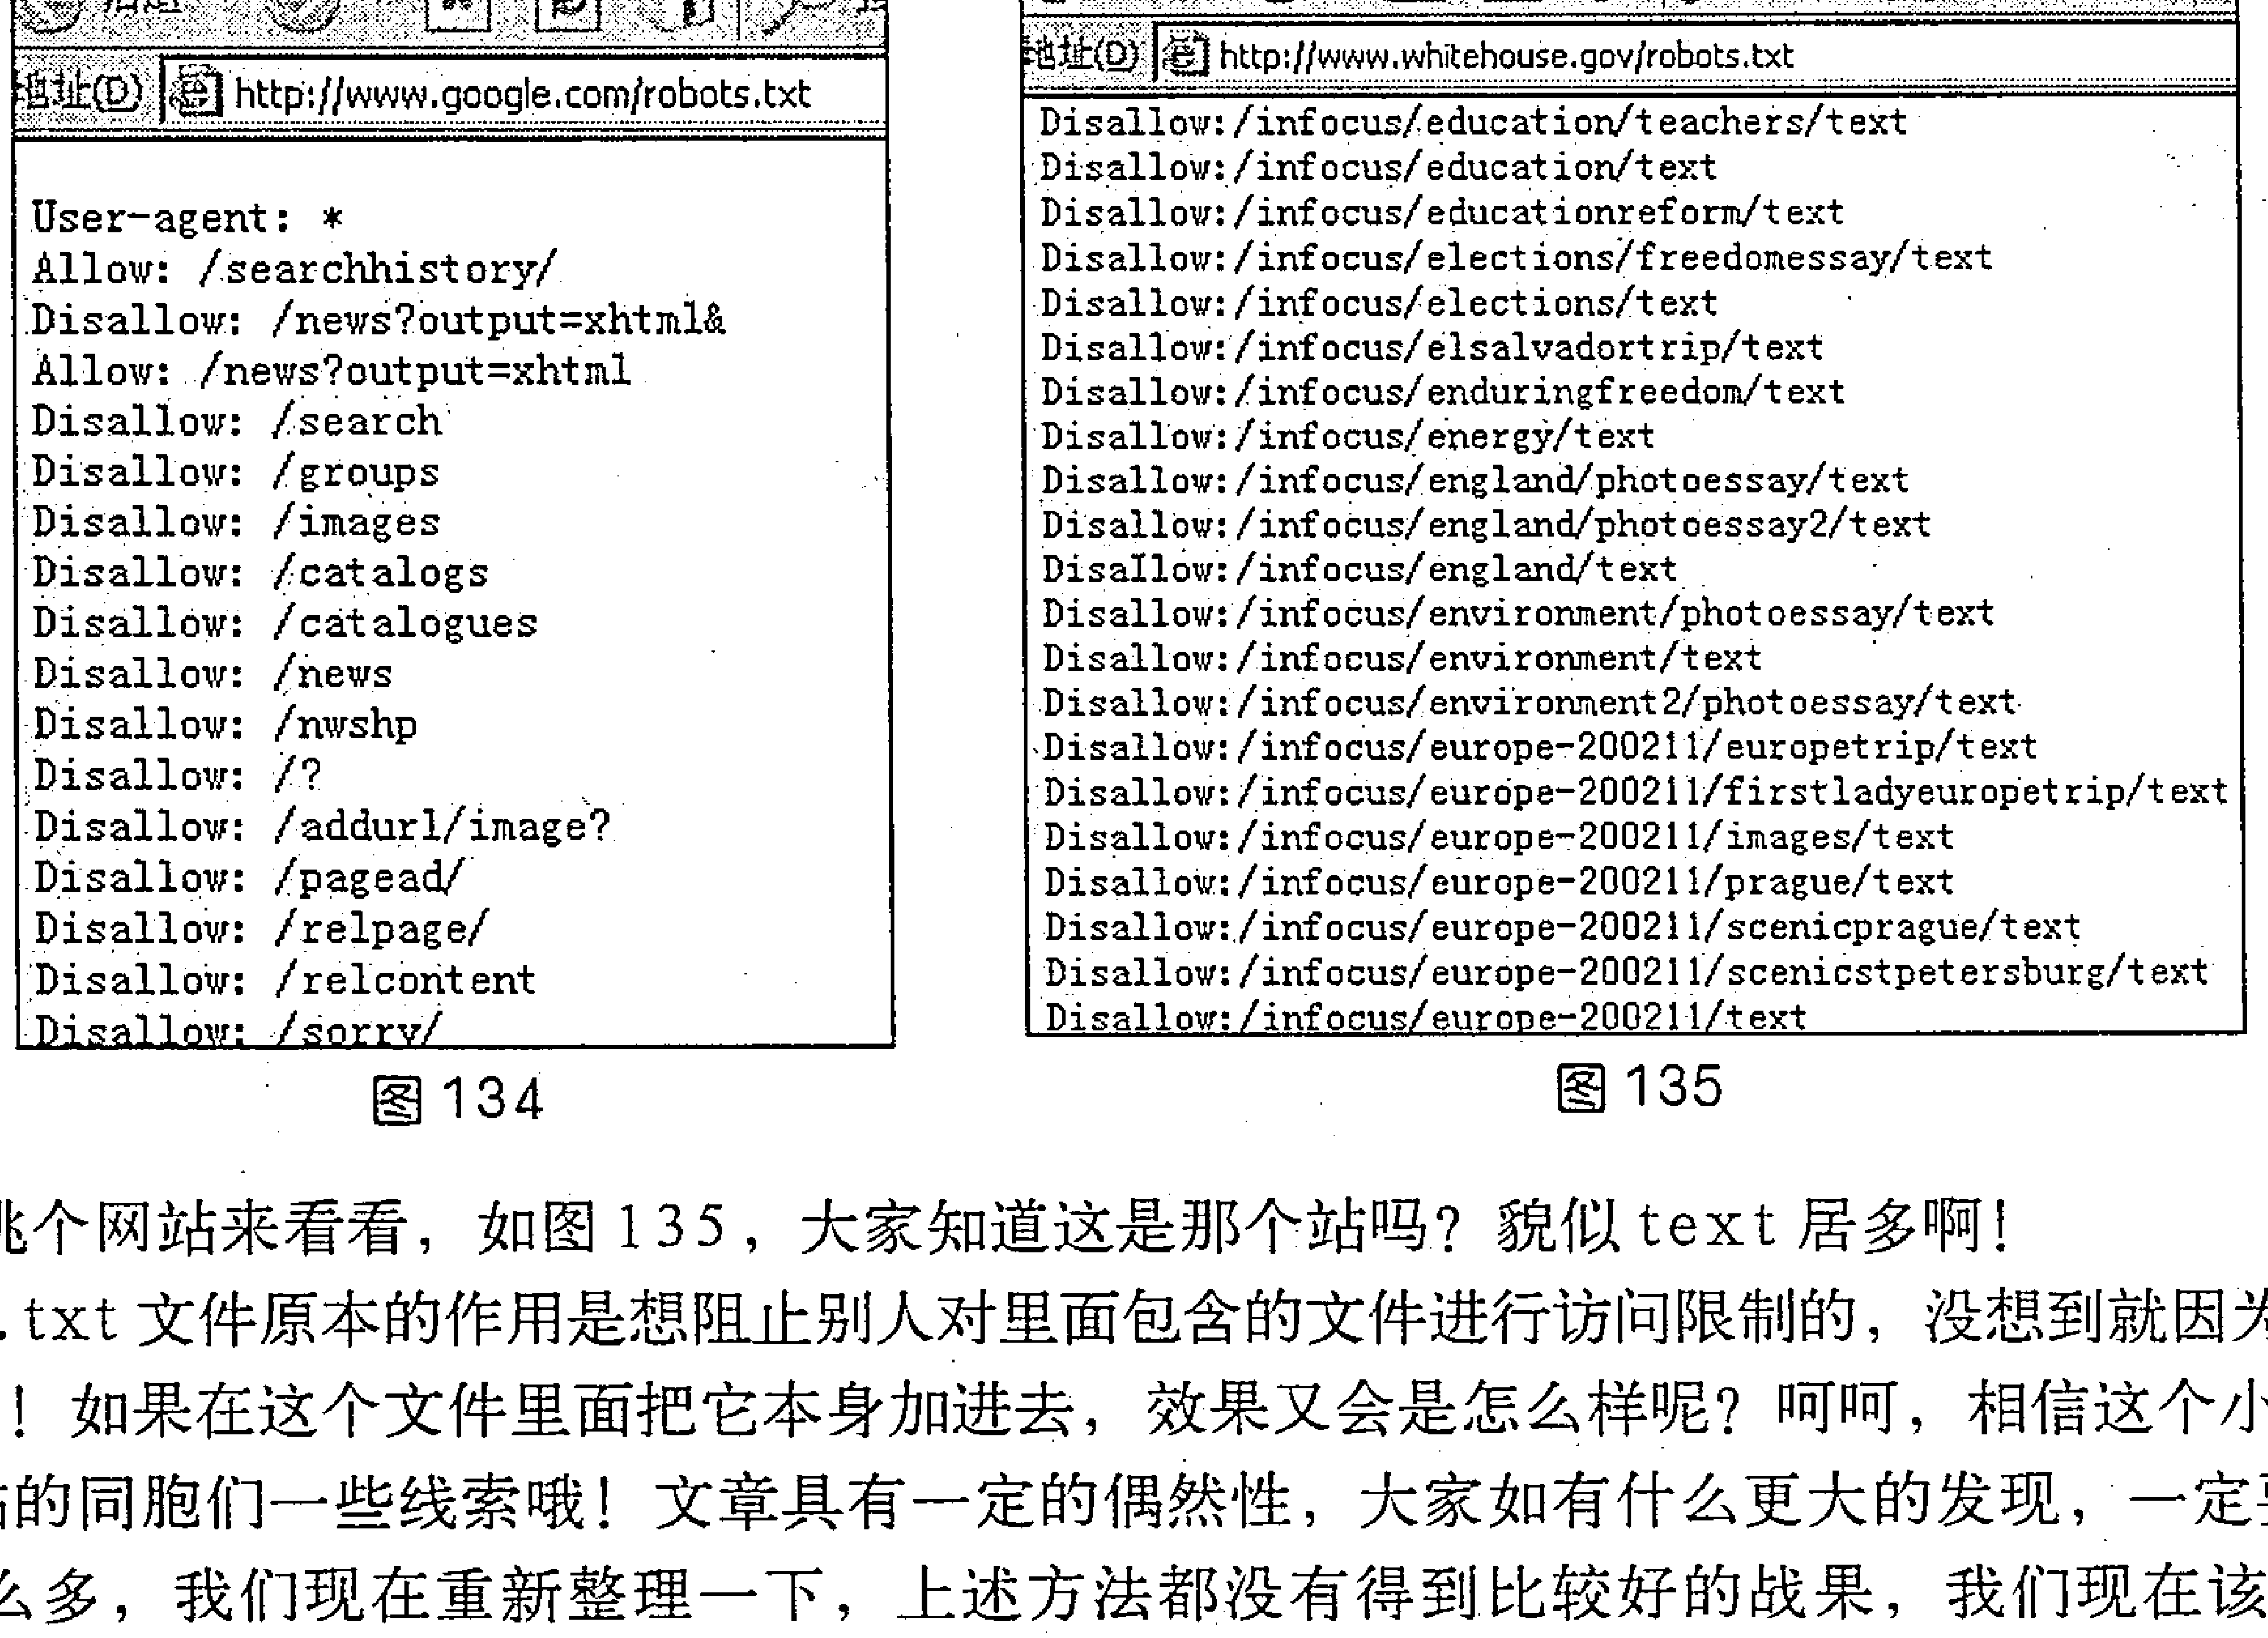 地址(D) http://www.google.com/robots.txt
User-agent: *
Allow: /searchhistory/
Disallow: /news?output=xhtml&
Allow: /news?output=xhtml
Disallow: /search
Disallow: /groups
Disallow: /images
Disallow: /catalogs
Disallow: /catalogues
Disallow: /news
Disallow: /nwshp
Disallow: /?
Disallow: /addurl/image?
Disallow: /pagead/
Disallow: /relpage/
Disallow: /relcontent
Disallow: /sorry/
图 134
地址(D) http://www.whitehouse.gov/robots.txt
Disallow:/infocus/education/teachers/text
Disallow:/infocus/education/text
Disallow:/infocus/educationreform/text
Disallow:/infocus/elections/freedomessay/text
Disallow:/infocus/elections/text
Disallow:/infocus/elsalvadortrip/text
Disallow:/infocus/enduringfreedom/text
Disallow:/infocus/energy/text
Disallow:/infocus/england/photoessay/text
Disallow:/infocus/england/photoessay2/text
Disallow:/infocus/england/text
Disallow:/infocus/environment/photoessay/text
Disallow:/infocus/environment/text
Disallow:/infocus/environment2/photoessay/text
Disallow:/infocus/europe-200211/europetrip/text
Disallow:/infocus/europe-200211/firstladyeuropetrip/text
Disallow:/infocus/europe-200211/images/text
Disallow:/infocus/europe-200211/prague/text
Disallow:/infocus/europe-200211/scenicprague/text
Disallow:/infocus/europe-200211/scenicstpetersburg/text
Disallow:/infocus/europe-200211/text
图 135
挑个网站来看看，如图 135，大家知道这是那个站吗？貌似 text 居多啊！
.txt 文件原本的作用是想阻止别人对里面包含的文件进行访问限制的，没想到就因为
！如果在这个文件里面把它本身加进去，效果又会是怎么样呢？呵呵，相信这个小
的同胞们一些线索哦！文章具有一定的偶然性，大家如有什么更大的发现，一定要
么多，我们现在重新整理一下，上述方法都没有得到比较好的战果，我们现在该